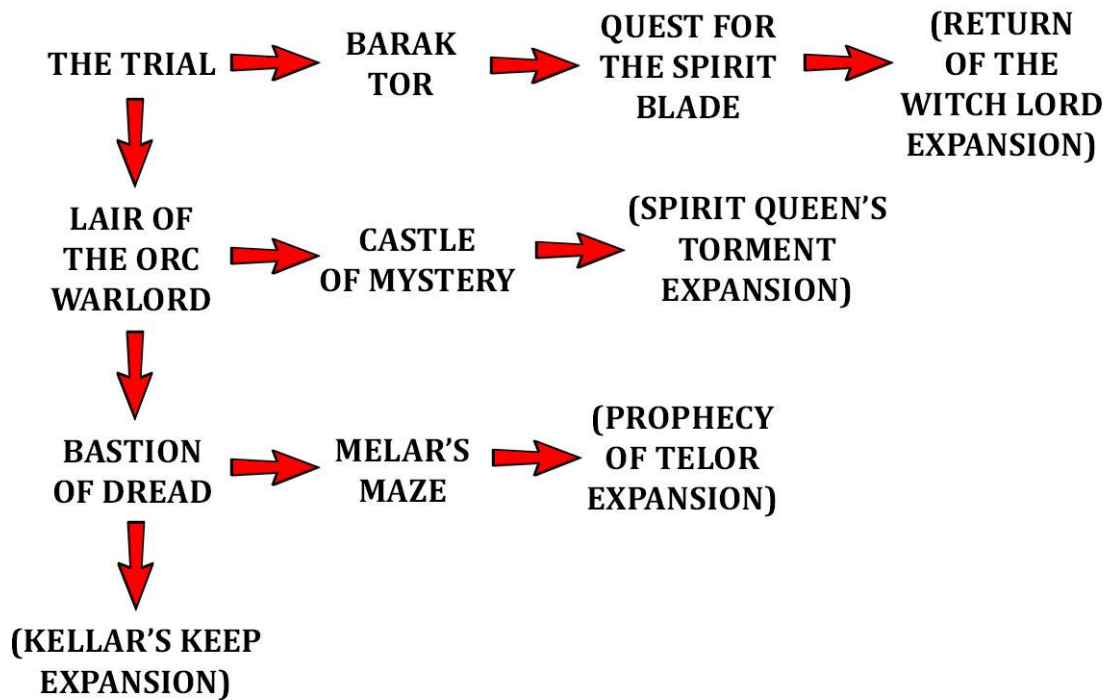 THE TRIAL
BARAK
TOR
QUEST FOR
THE SPIRIT
BLADE
(RETURN
OF THE
WITCH LORD
EXPANSION)
LAIR OF
THE ORC
WARLORD
CASTLE
OF MYSTERY
(SPIRIT QUEEN’S
TORMENT
EXPANSION)
BASTION
OF DREAD
MELAR’S
MAZE
(PROPHECY
OF TELOR
EXPANSION)
(KELLAR’S KEEP
EXPANSION)